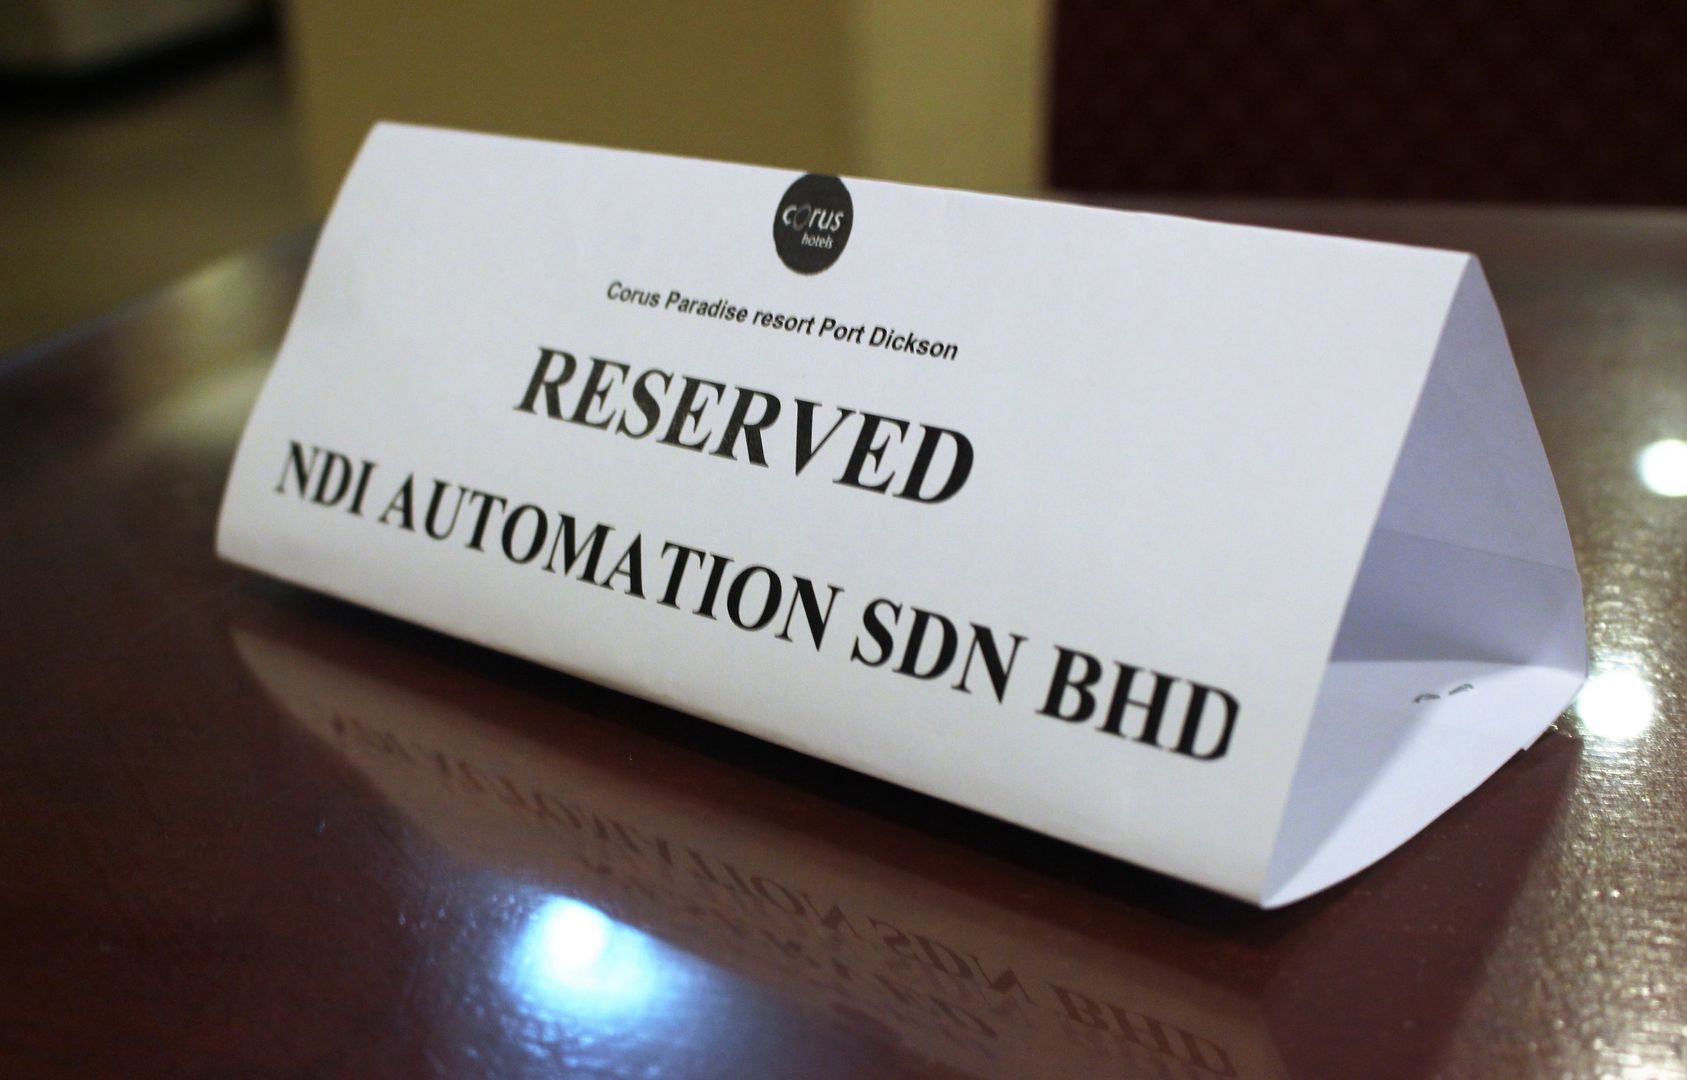 corus
hotels
Corus Paradise resort Port Dickson
RESERVED
NDI AUTOMATION SDN BHD